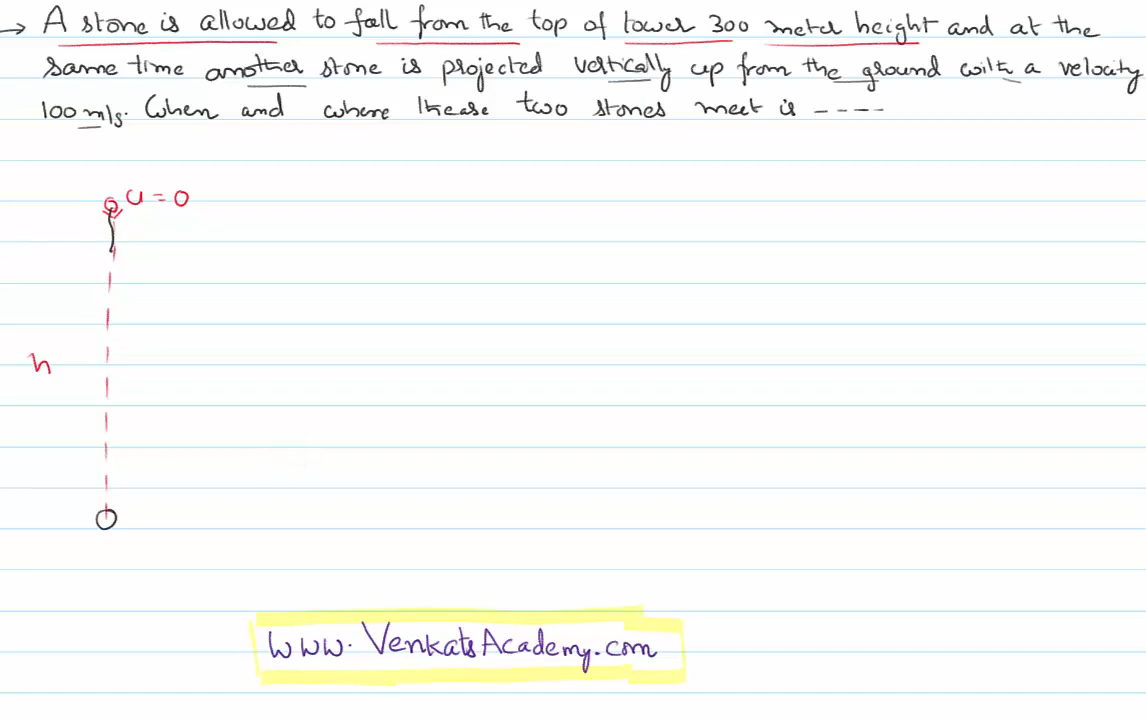 → A stone is allowed to fall from the top of tower 300 meter height and at the
same time another stone is projected vertically up from the ground with a velocity
100 m/s. When and where these two stones meet is ----
u = 0
h
www.VenkatsAcademy.com